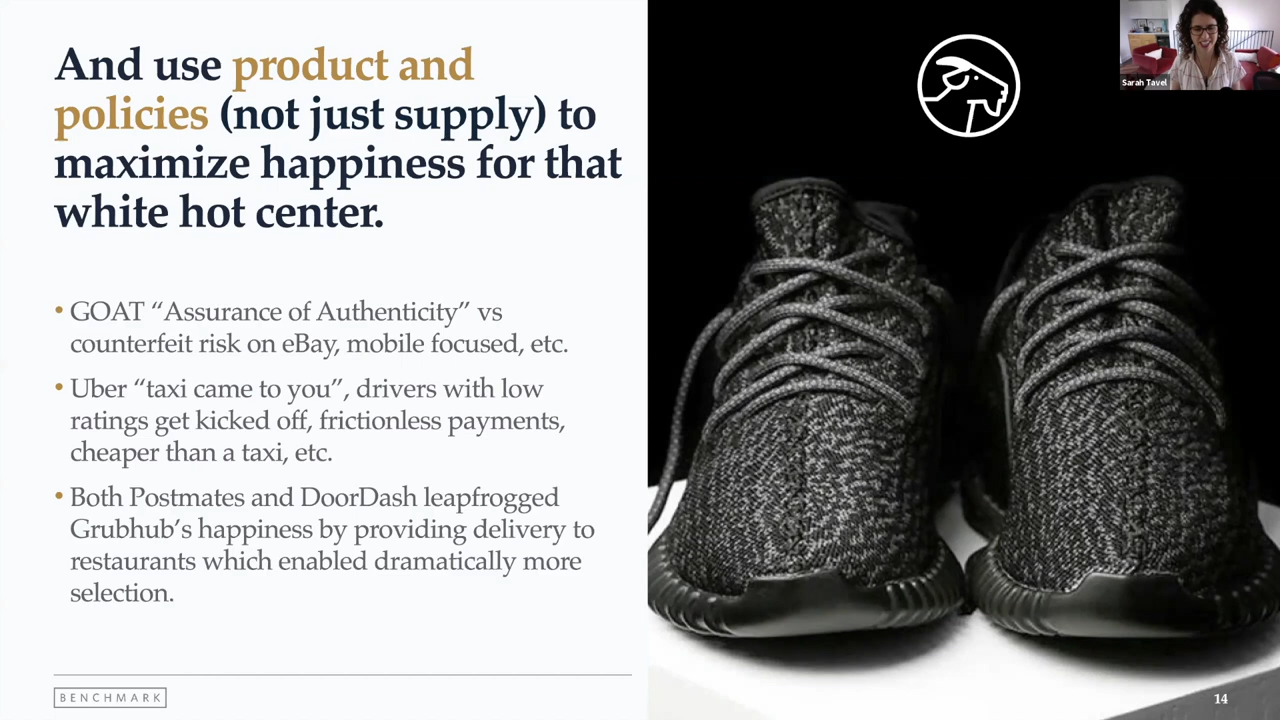 And use product and
policies (not just supply) to
maximize happiness for that
white hot center.
• GOAT “Assurance of Authenticity” vs
counterfeit risk on eBay, mobile focused, etc.
• Uber “taxi came to you”, drivers with low
ratings get kicked off, frictionless payments,
cheaper than a taxi, etc.
• Both Postmates and DoorDash leapfrogged
Grubhub’s happiness by providing delivery to
restaurants which enabled dramatically more
selection.
BENCHMARK
Sarah Tavel
14